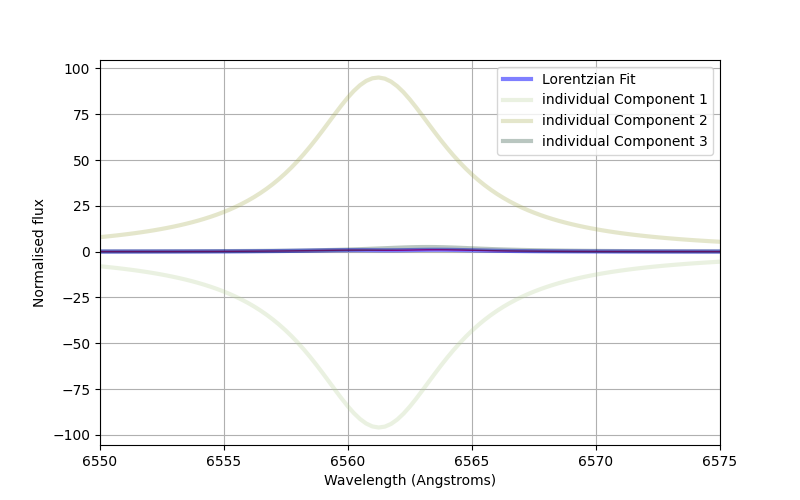 100
75
50
25
0
−25
−50
−75
−100
Normalised flux
Lorentzian Fit
individual Component 1
individual Component 2
individual Component 3
6550
6555
6560
6565
6570
6575
Wavelength (Angstroms)